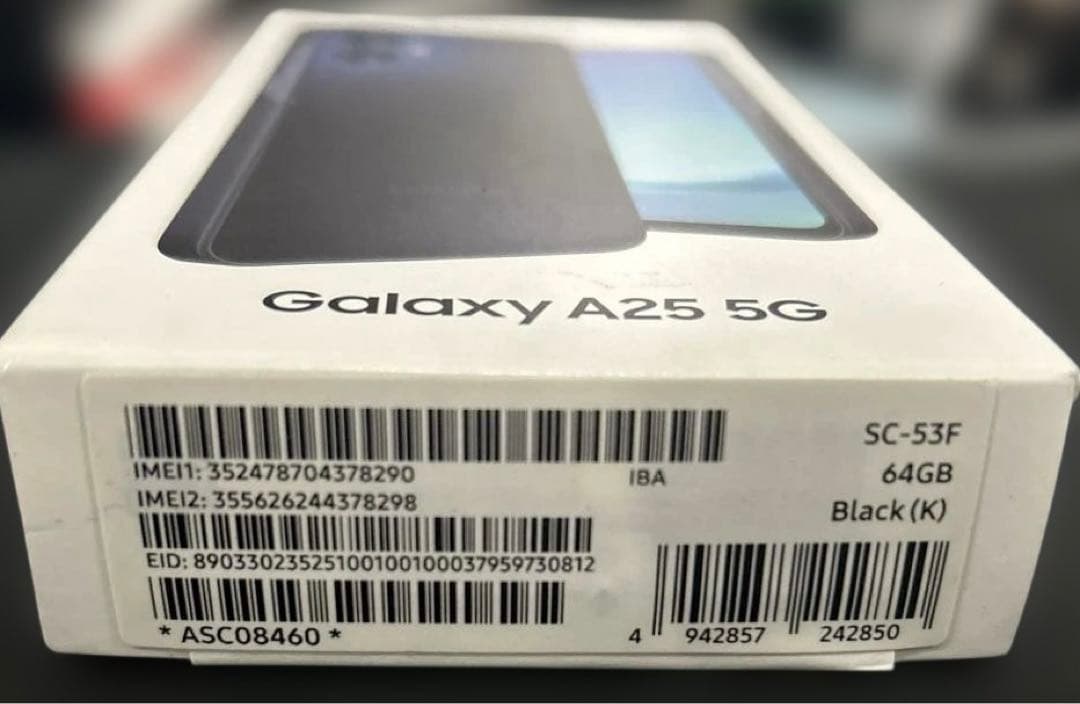 Galaxy A25 5G
IMEI1: 352478704378290
IBA
IMEI2: 355626244378298
EID: 89033023525100100100037959730812
* ASC08460 *
SC-53F
64GB
Black(K)
4 942857 242850